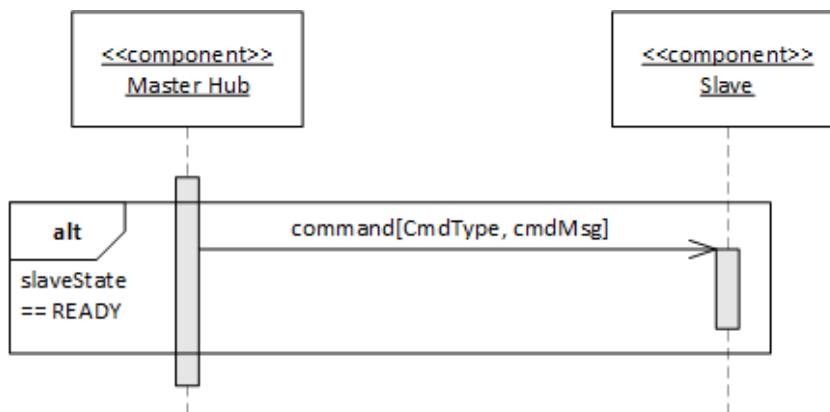 <<component>>
Master Hub
<<component>>
Slave
alt
command[CmdType, cmdMsg]
slaveState
== READY